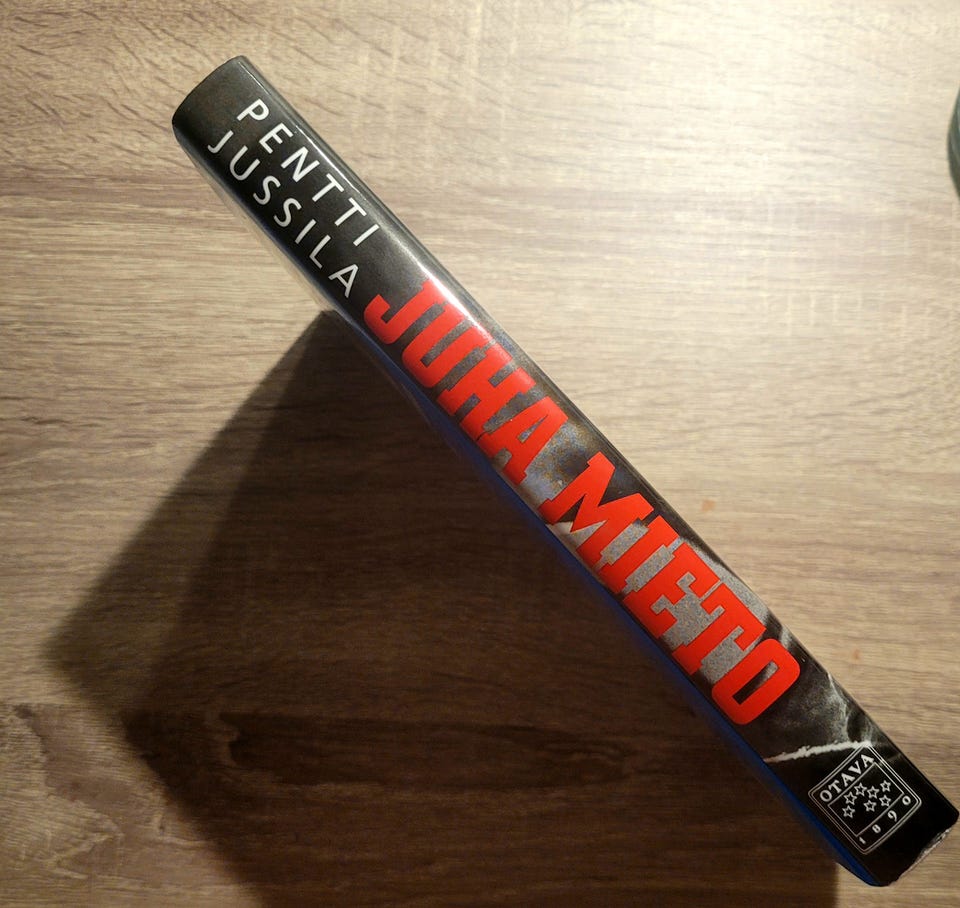 PENTTI
JUSSILA
JUHA MIETO
OTAVA
1890